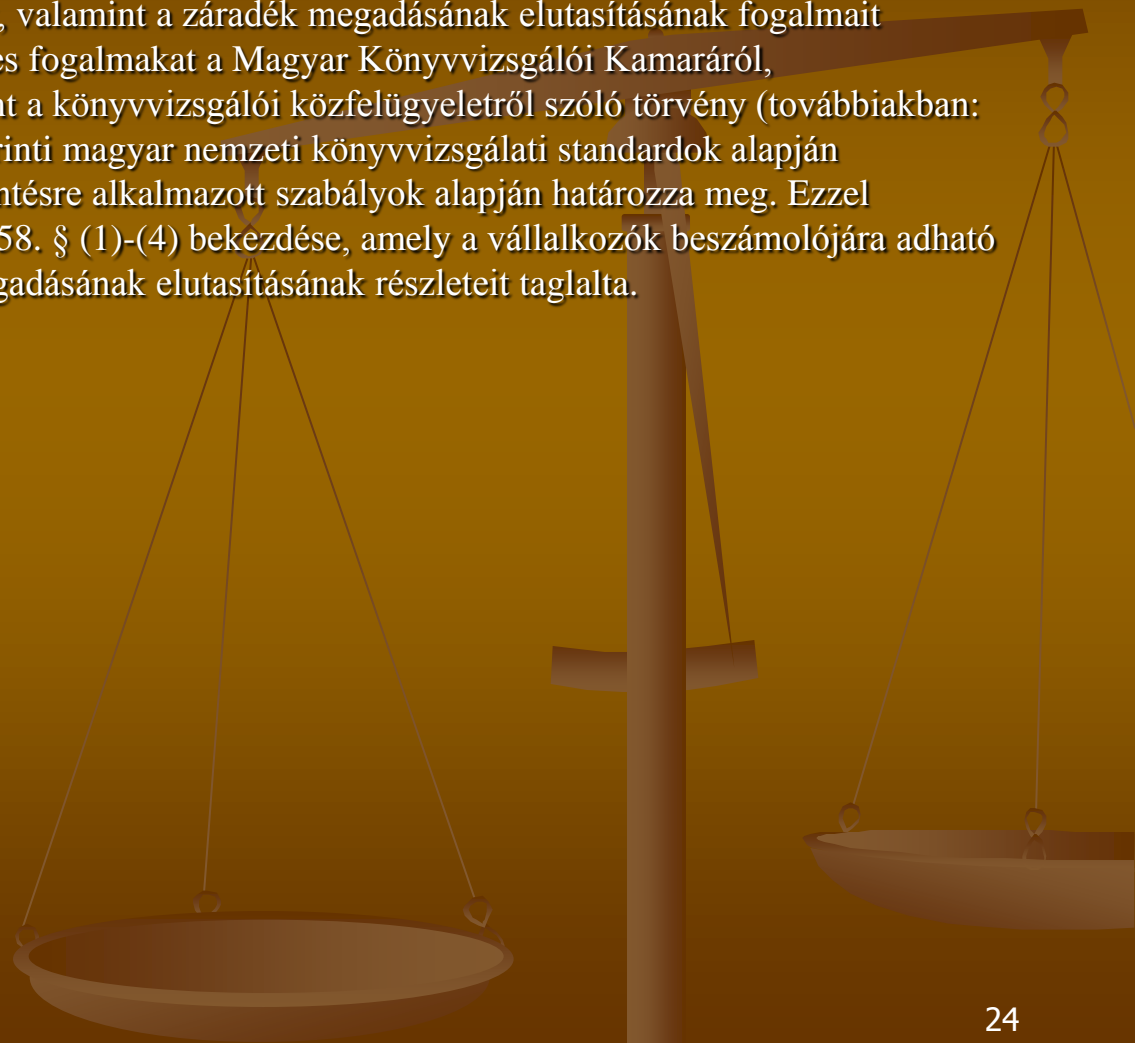 , valamint a záradék megadásának elutasításának fogalmait
es fogalmakat a Magyar Könyvvizsgálói Kamaráról,
nt a könyvvizsgálói közfelügyeletről szóló törvény (továbbiakban:
rinti magyar nemzeti könyvvizsgálati standardok alapján
ntésre alkalmazott szabályok alapján határozza meg. Ezzel
58. § (1)-(4) bekezdése, amely a vállalkozók beszámolójára adható
gadásának elutasításának részleteit taglalta.
24